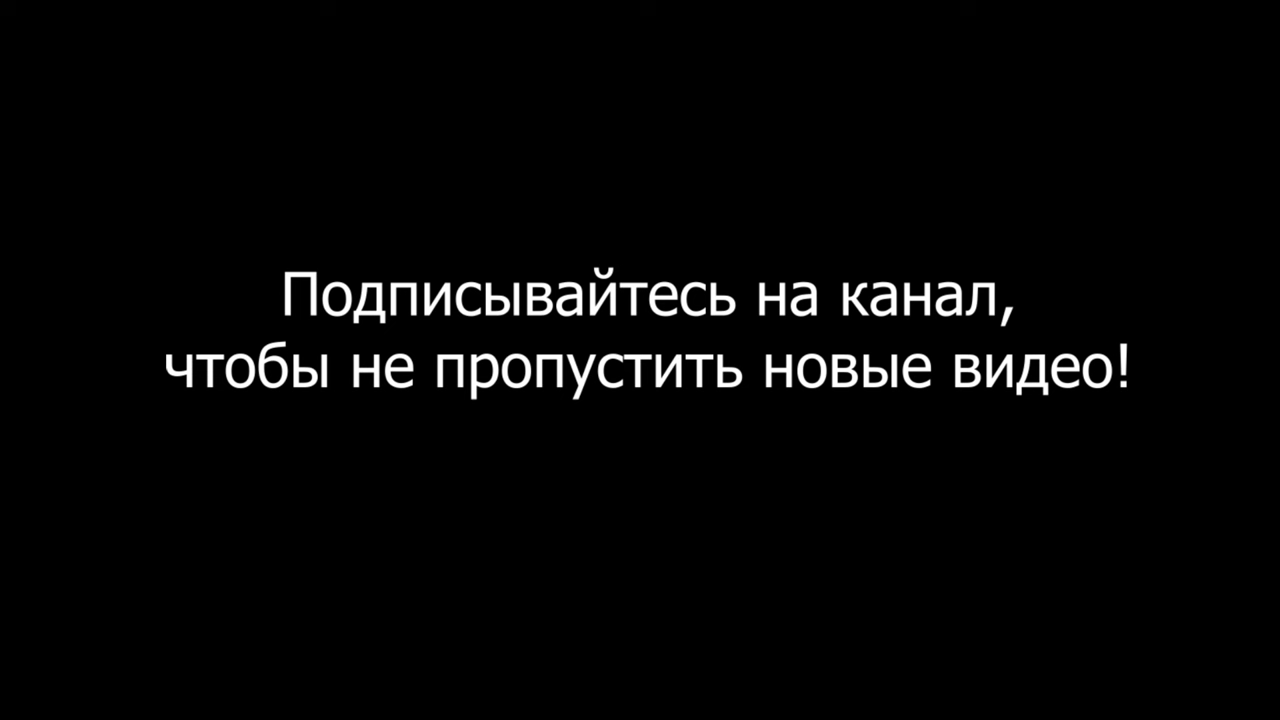 Подписывайтесь на канал,
чтобы не пропустить новые видео!